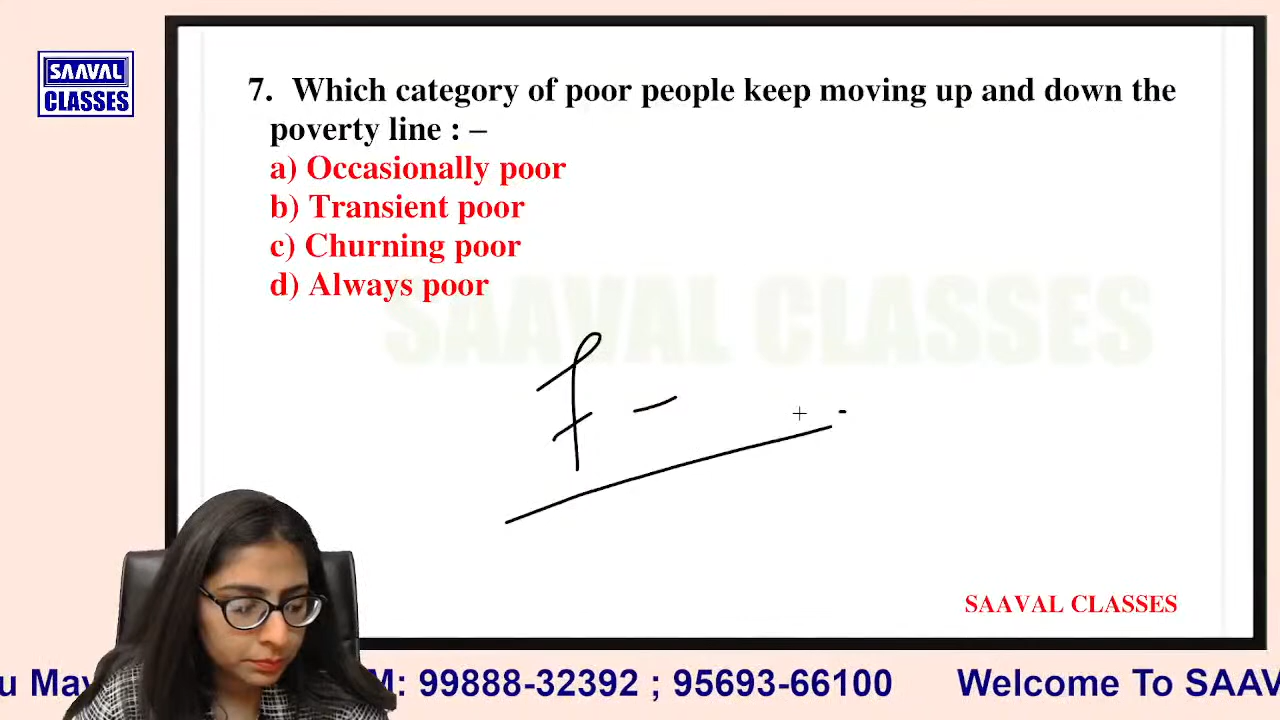 SAAVAL
CLASSES
7. Which category of poor people keep moving up and down the
poverty line : –
a) Occasionally poor
b) Transient poor
c) Churning poor
d) Always poor
SAAVAL CLASSES
7 –
SAAVAL CLASSES
M: 99888-32392 ; 95693-66100 Welcome To SAAV